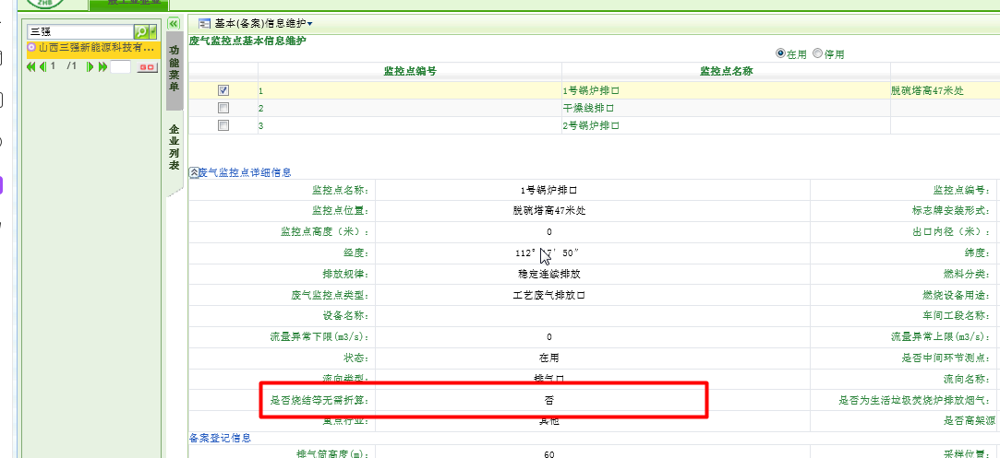 ZHB
三强
山西三强新能源科技有...
1 /1
GO
功能菜单
企业列表
基本(备案)信息维护
废气监控点基本信息维护
在用 停用
监控点编号 监控点名称
1 1号锅炉排口 脱硫塔高47米处
2 干燥线排口
3 2号锅炉排口
废气监控点详细信息
监控点名称： 1号锅炉排口 监控点编号：
监控点位置： 脱硫塔高47米处 标志牌安装形式：
监控点高度（米）： 0 出口内径（米）：
经度： 112° 7′ 50″ 纬度：
排放规律： 稳定连续排放 燃料分类：
废气监控点类型： 工艺废气排放口 燃烧设备用途：
设备名称： 车间工段名称：
流量异常下限(m3/s)： 0 流量异常上限(m3/s)：
状态： 在用 是否中间环节测点：
流向类型： 排气口 流向名称：
是否烧结等无需折算： 否 是否为生活垃圾焚烧炉排放烟气：
重点行业： 其他 是否高架源
备案登记信息
排气筒高度(m)： 60 采样位置：